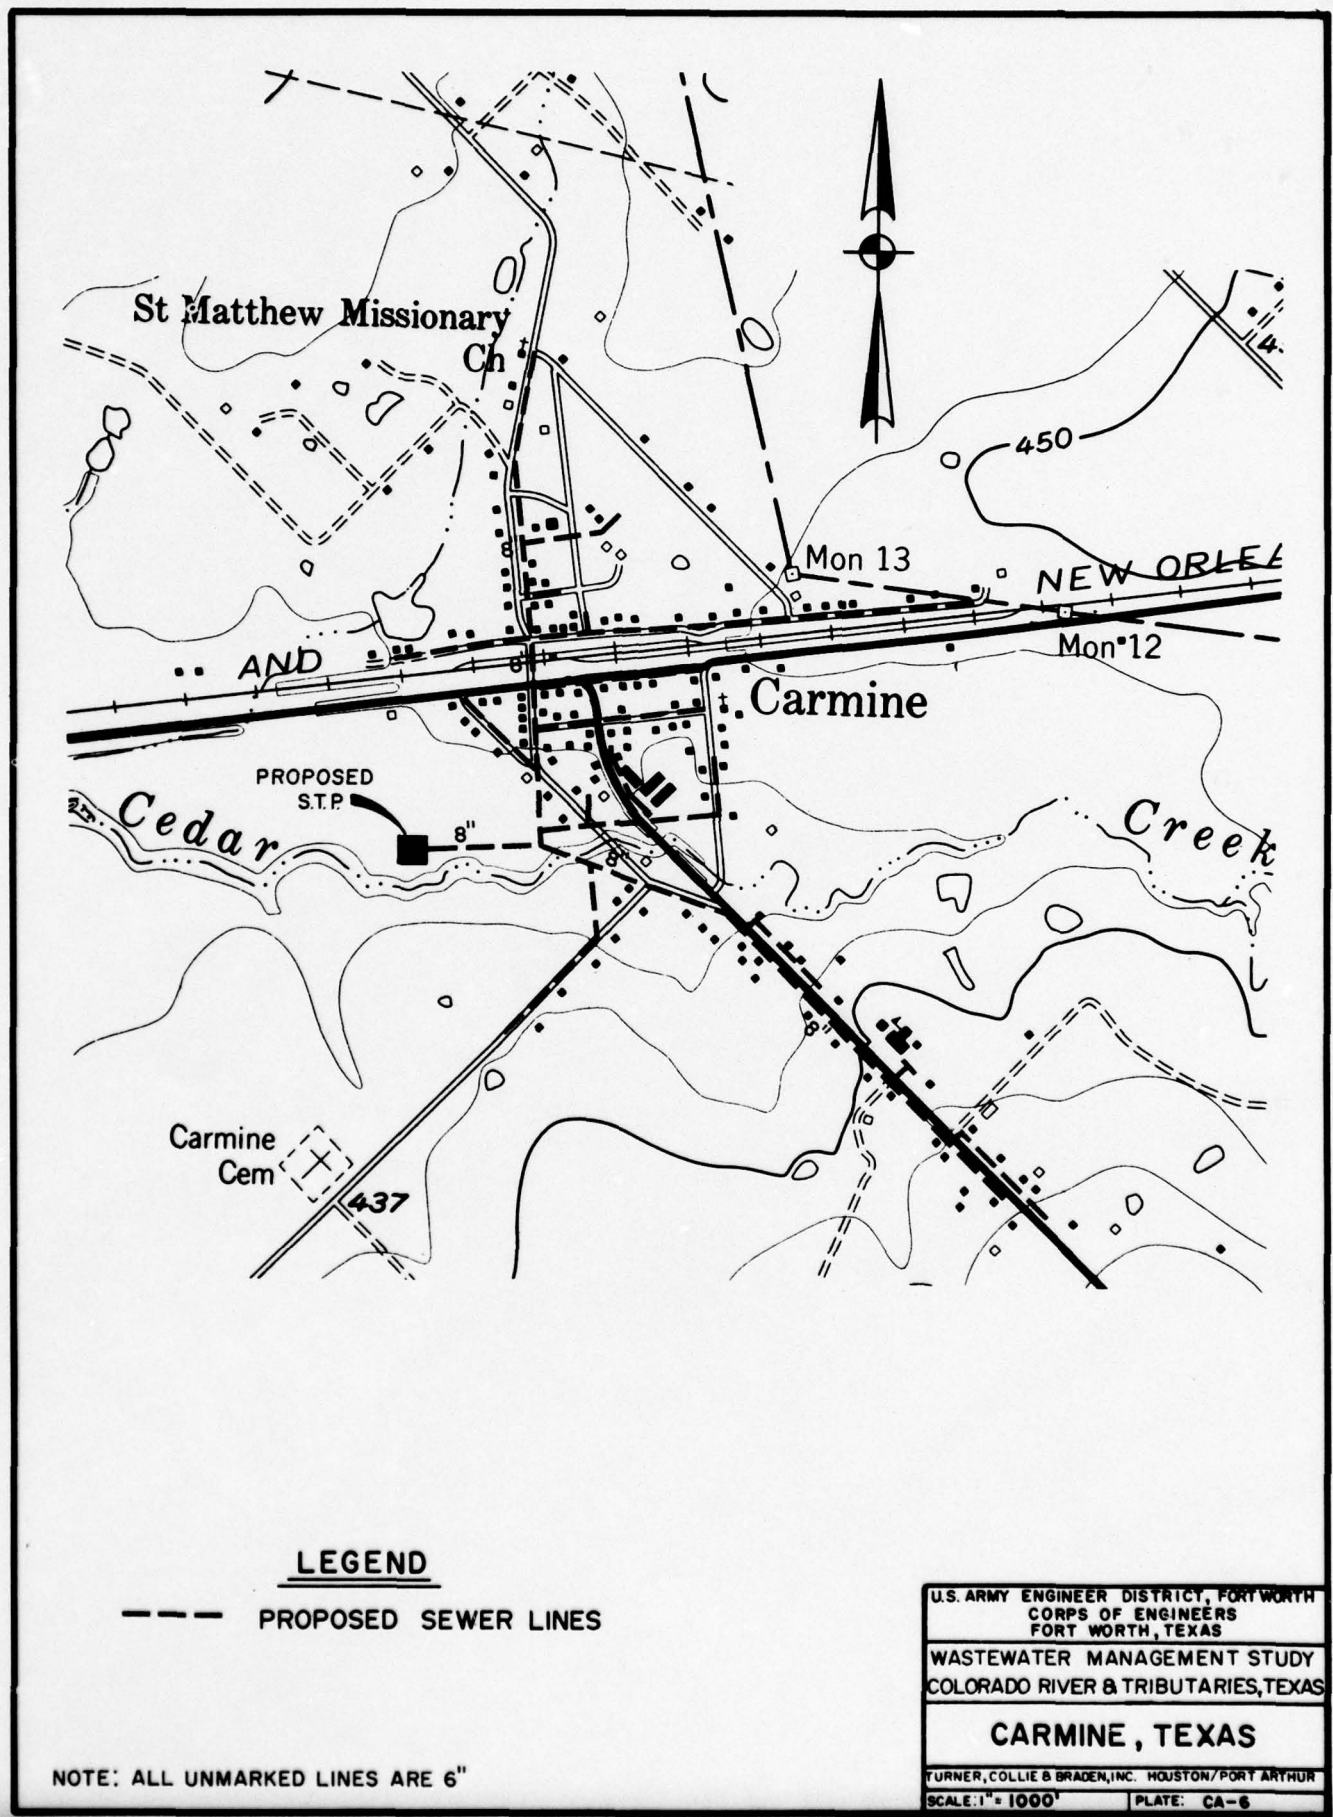 St Matthew Missionary
Ch
4
450
Mon 13
NEW ORLEA
8
AND
Mon 12
8
Carmine
PROPOSED
S.T.P.
Cedar
Creek
8"
8"
8"
Carmine
Cem
437
LEGEND
PROPOSED SEWER LINES
NOTE: ALL UNMARKED LINES ARE 6"
U.S. ARMY ENGINEER DISTRICT, FORT WORTH
CORPS OF ENGINEERS
FORT WORTH, TEXAS
WASTEWATER MANAGEMENT STUDY
COLORADO RIVER & TRIBUTARIES, TEXAS
CARMINE, TEXAS
TURNER, COLLIE & BRADEN, INC. HOUSTON/PORT ARTHUR
SCALE: 1" = 1000' PLATE: CA-6